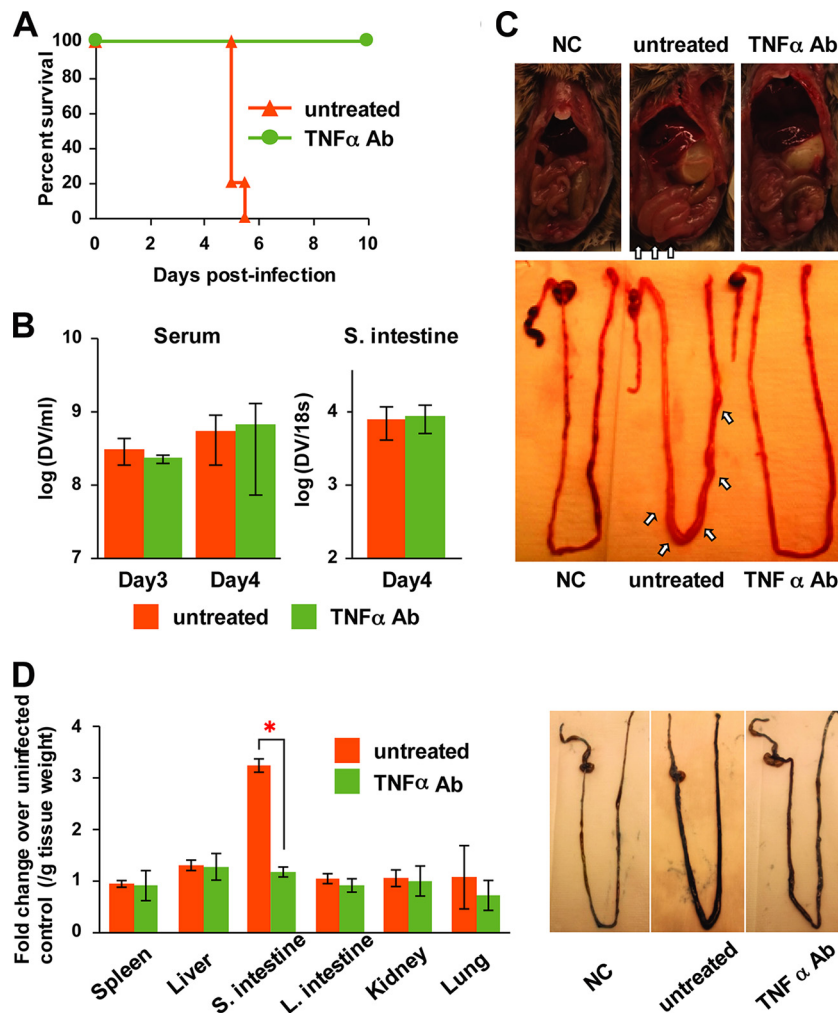 A
Percent survival
100
80
60
40
20
0
0 2 4 6 8 10
Days post-infection
untreated
TNFα Ab
B
Serum
S. intestine
log (DV/ml)
10
9
8
7
Day3 Day4
log (DV/18s)
4
3
2
Day4
untreated TNFα Ab
C
NC untreated TNFα Ab
NC untreated TNF α Ab
D
Fold change over uninfected
control (/g tissue weight)
4
3
2
1
0
*
untreated
TNFα Ab
Spleen Liver S. intestine L. intestine Kidney Lung
NC untreated TNF α Ab